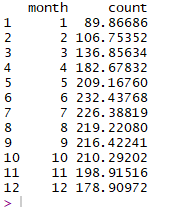 month count
1 1 89.86686
2 2 106.75352
3 3 136.85634
4 4 182.67832
5 5 209.16760
6 6 232.43768
7 7 226.38819
8 8 219.22080
9 9 216.42241
10 10 210.29202
11 11 198.91516
12 12 178.90972
>